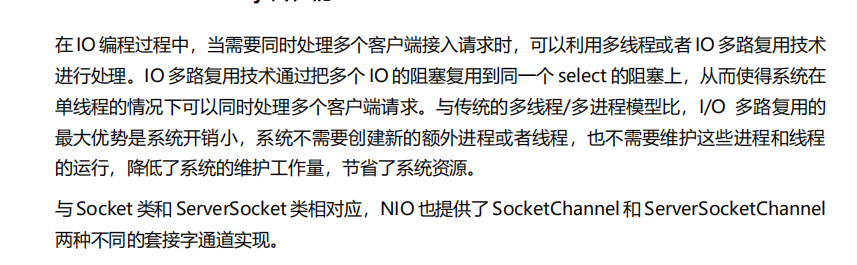 在 IO 编程过程中，当需要同时处理多个客户端接入请求时，可以利用多线程或者 IO 多路复用技术
进行处理。IO 多路复用技术通过把多个 IO 的阻塞复用到同一个 select 的阻塞上，从而使得系统在
单线程的情况下可以同时处理多个客户端请求。与传统的多线程/多进程模型比，I/O 多路复用的
最大优势是系统开销小，系统不需要创建新的额外进程或者线程，也不需要维护这些进程和线程
的运行，降低了系统的维护工作量，节省了系统资源。
与 Socket 类和 ServerSocket 类相对应，NIO 也提供了 SocketChannel 和 ServerSocketChannel
两种不同的套接字通道实现。